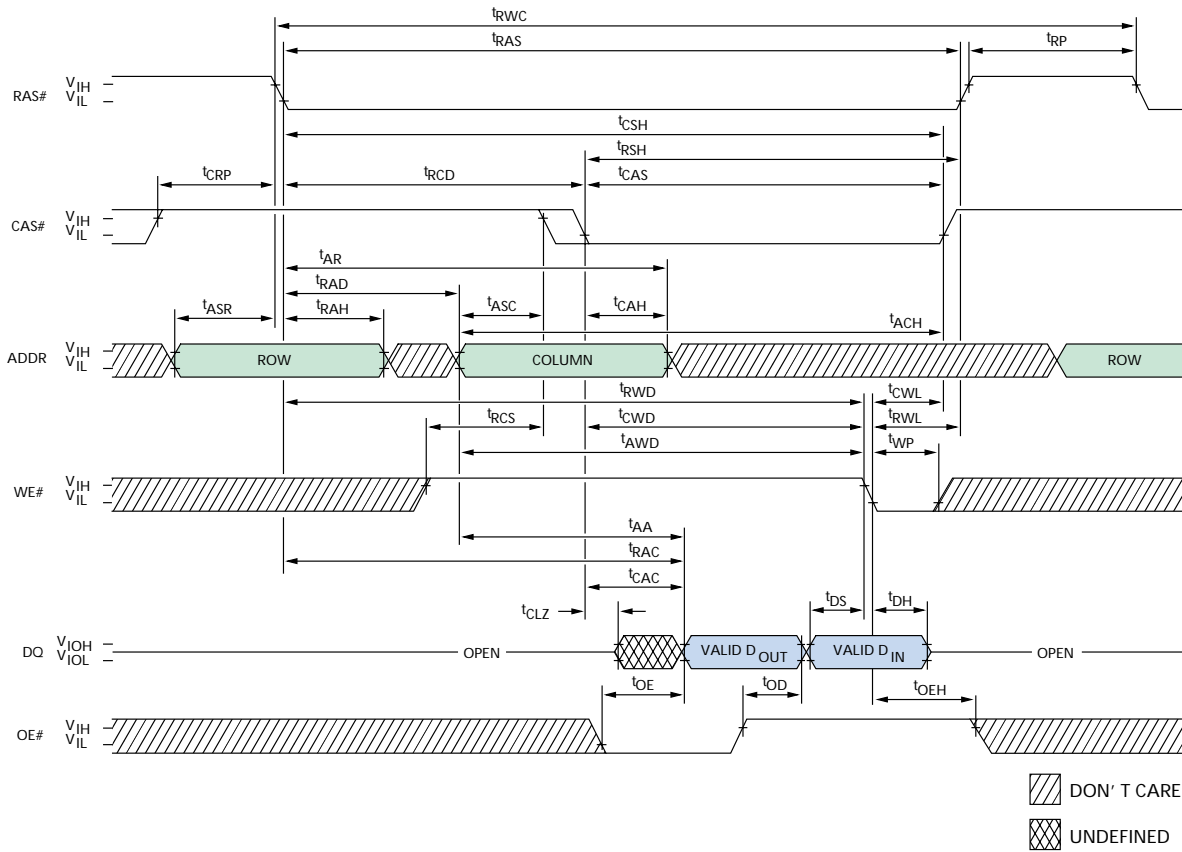 tRWC
tRAS
tRP
RAS#
VIH
VIL
tCSH
tRSH
tCRP
tRCD
tCAS
CAS#
VIH
VIL
tAR
tRAD
tASR
tRAH
tASC
tCAH
tACH
ADDR
VIH
VIL
ROW
COLUMN
ROW
tRWD
tCWL
tRCS
tCWD
tRWL
tAWD
tWP
WE#
VIH
VIL
tAA
tRAC
tCAC
tCLZ
tDS
tDH
DQ
VIOH
VIOL
OPEN
VALID DOUT
VALID DIN
OPEN
tOE
tOD
tOEH
OE#
VIH
VIL
DON' T CARE
UNDEFINED